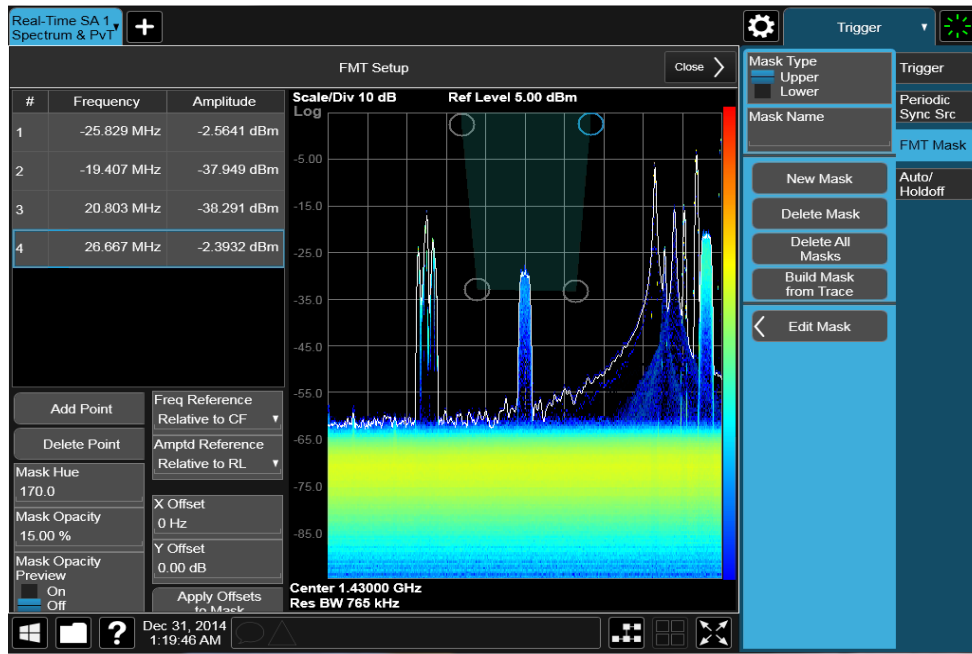 Real-Time SA 1
Spectrum & PvT
Trigger
FMT Setup
Close
# Frequency Amplitude
1 -25.829 MHz -2.5641 dBm
2 -19.407 MHz -37.949 dBm
3 20.803 MHz -38.291 dBm
4 26.667 MHz -2.3932 dBm
Add Point
Delete Point
Mask Hue
170.0
Mask Opacity
15.00 %
Mask Opacity
Preview
On
Off
Freq Reference
Relative to CF
Amptd Reference
Relative to RL
X Offset
0 Hz
Y Offset
0.00 dB
Apply Offsets
to Mask
Scale/Div 10 dB Ref Level 5.00 dBm
Log
-5.00
-15.0
-25.0
-35.0
-45.0
-55.0
-65.0
-75.0
-85.0
Center 1.43000 GHz
Res BW 765 kHz
Mask Type
Upper
Lower
Mask Name
New Mask
Delete Mask
Delete All
Masks
Build Mask
from Trace
Edit Mask
Trigger
Periodic
Sync Src
FMT Mask
Auto/
Holdoff
?
Dec 31, 2014
1:19:46 AM